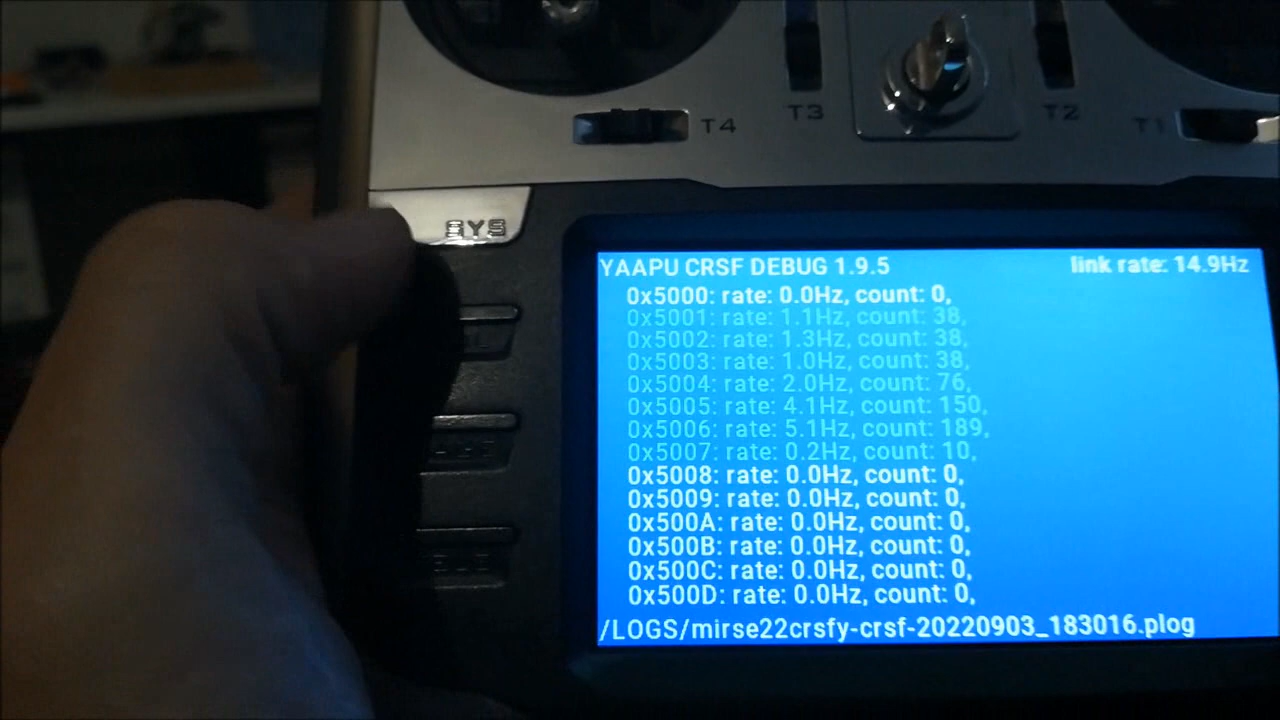 T4
T3
T2
T1
SYS
YAAPU CRSF DEBUG 1.9.5
link rate: 14.9Hz
0x5000: rate: 0.0Hz, count: 0,
0x5001: rate: 1.1Hz, count: 38,
0x5002: rate: 1.3Hz, count: 38,
0x5003: rate: 1.0Hz, count: 38,
0x5004: rate: 2.0Hz, count: 76,
0x5005: rate: 4.1Hz, count: 150,
0x5006: rate: 5.1Hz, count: 189,
0x5007: rate: 0.2Hz, count: 10,
0x5008: rate: 0.0Hz, count: 0,
0x5009: rate: 0.0Hz, count: 0,
0x500A: rate: 0.0Hz, count: 0,
0x500B: rate: 0.0Hz, count: 0,
0x500C: rate: 0.0Hz, count: 0,
0x500D: rate: 0.0Hz, count: 0,
/LOGS/mirse22crsfy-crsf-20220903_183016.plog